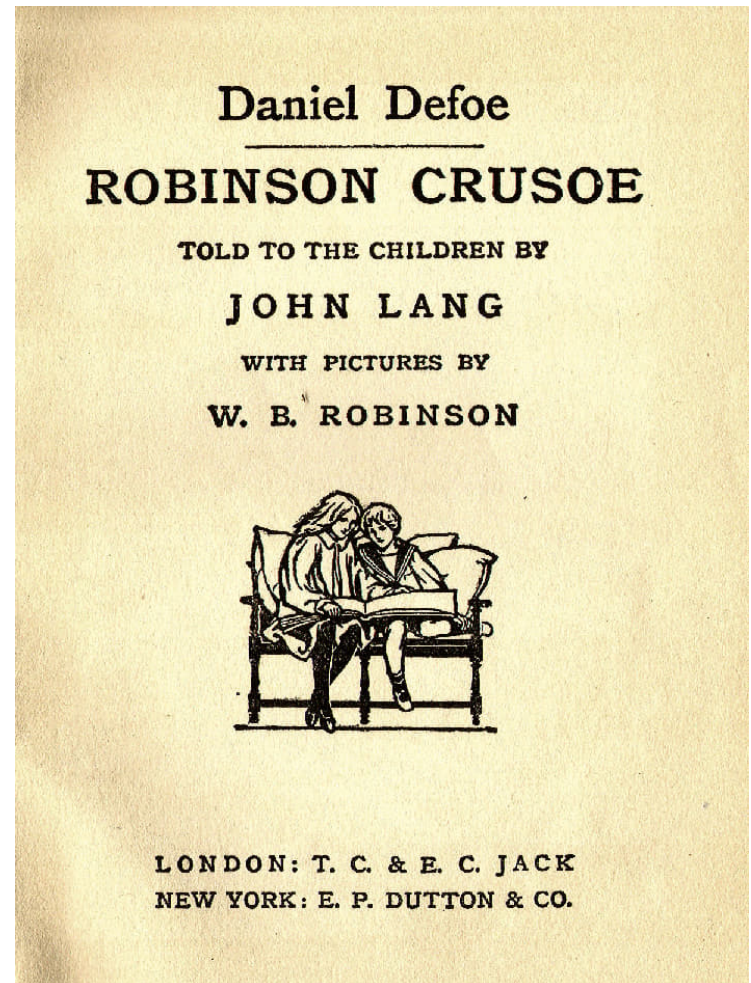 Daniel Defoe
ROBINSON CRUSOE
TOLD TO THE CHILDREN BY
JOHN LANG
WITH PICTURES BY
W. B. ROBINSON
LONDON: T. C. & E. C. JACK
NEW YORK: E. P. DUTTON & CO.